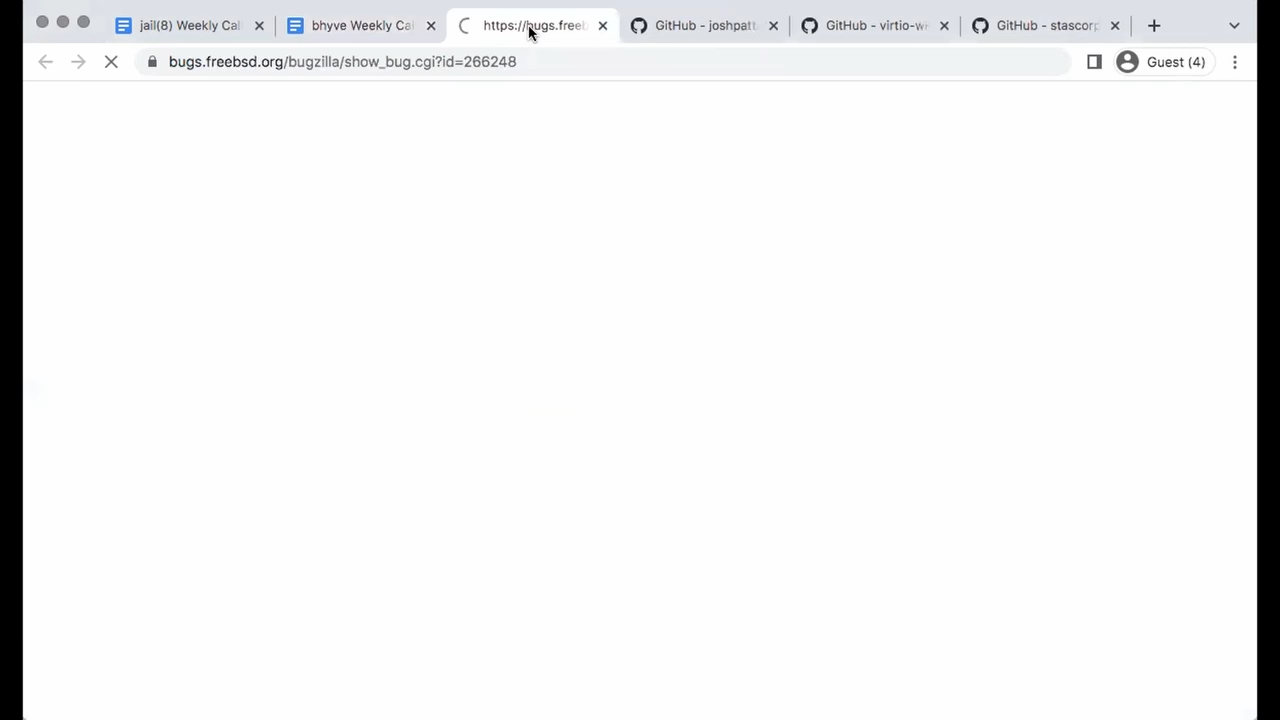 jail(8) Weekly Cal
bhyve Weekly Cal
https://bugs.freeb
GitHub - joshpatt
GitHub - virtio-wi
GitHub - stascorp
bugs.freebsd.org/bugzilla/show_bug.cgi?id=266248
Guest (4)